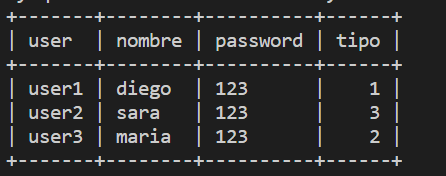 +-------+--------+----------+------+
| user  | nombre | password | tipo |
+-------+--------+----------+------+
| user1 | diego  | 123      |    1 |
| user2 | sara   | 123      |    3 |
| user3 | maria  | 123      |    2 |
+-------+--------+----------+------+